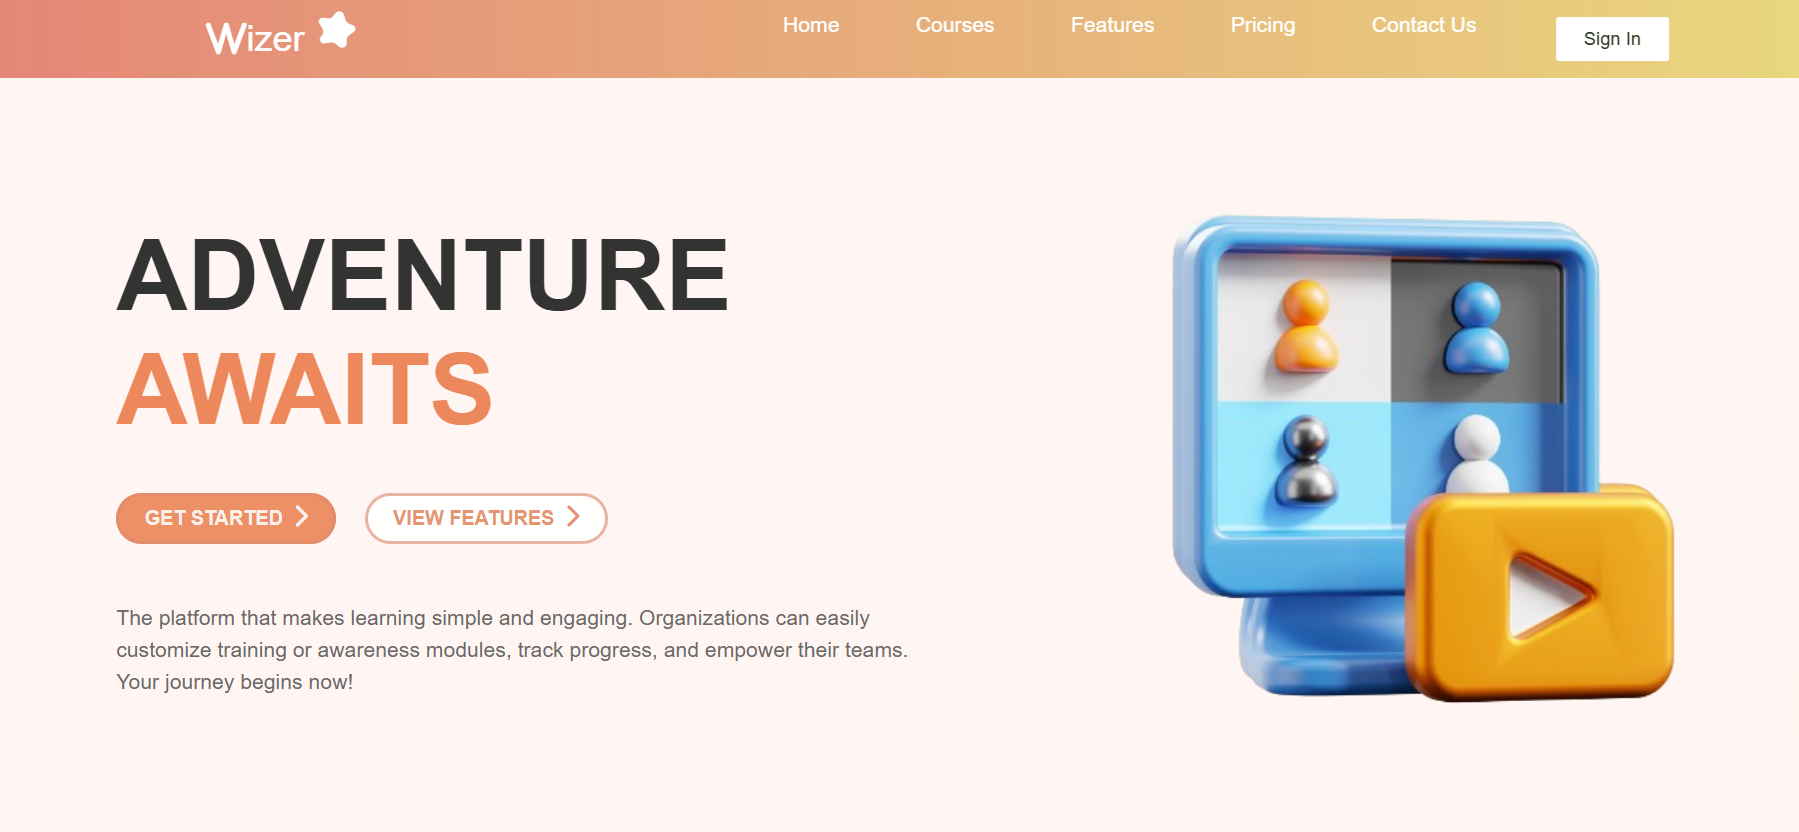 Wizer
Home Courses Features Pricing Contact Us Sign In
ADVENTURE
AWAITS
GET STARTED VIEW FEATURES
The platform that makes learning simple and engaging. Organizations can easily
customize training or awareness modules, track progress, and empower their teams.
Your journey begins now!